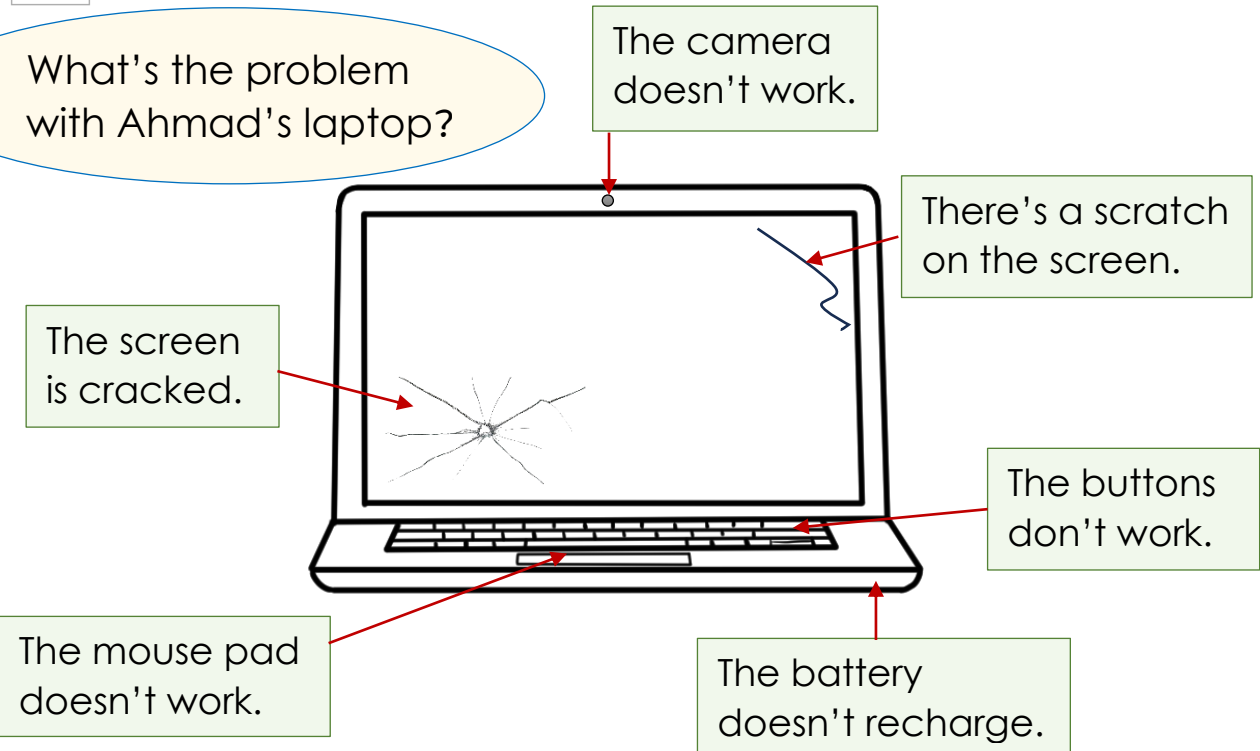 What’s the problem
with Ahmad’s laptop?
The camera
doesn’t work.
There’s a scratch
on the screen.
The screen
is cracked.
The buttons
don’t work.
The mouse pad
doesn’t work.
The battery
doesn’t recharge.